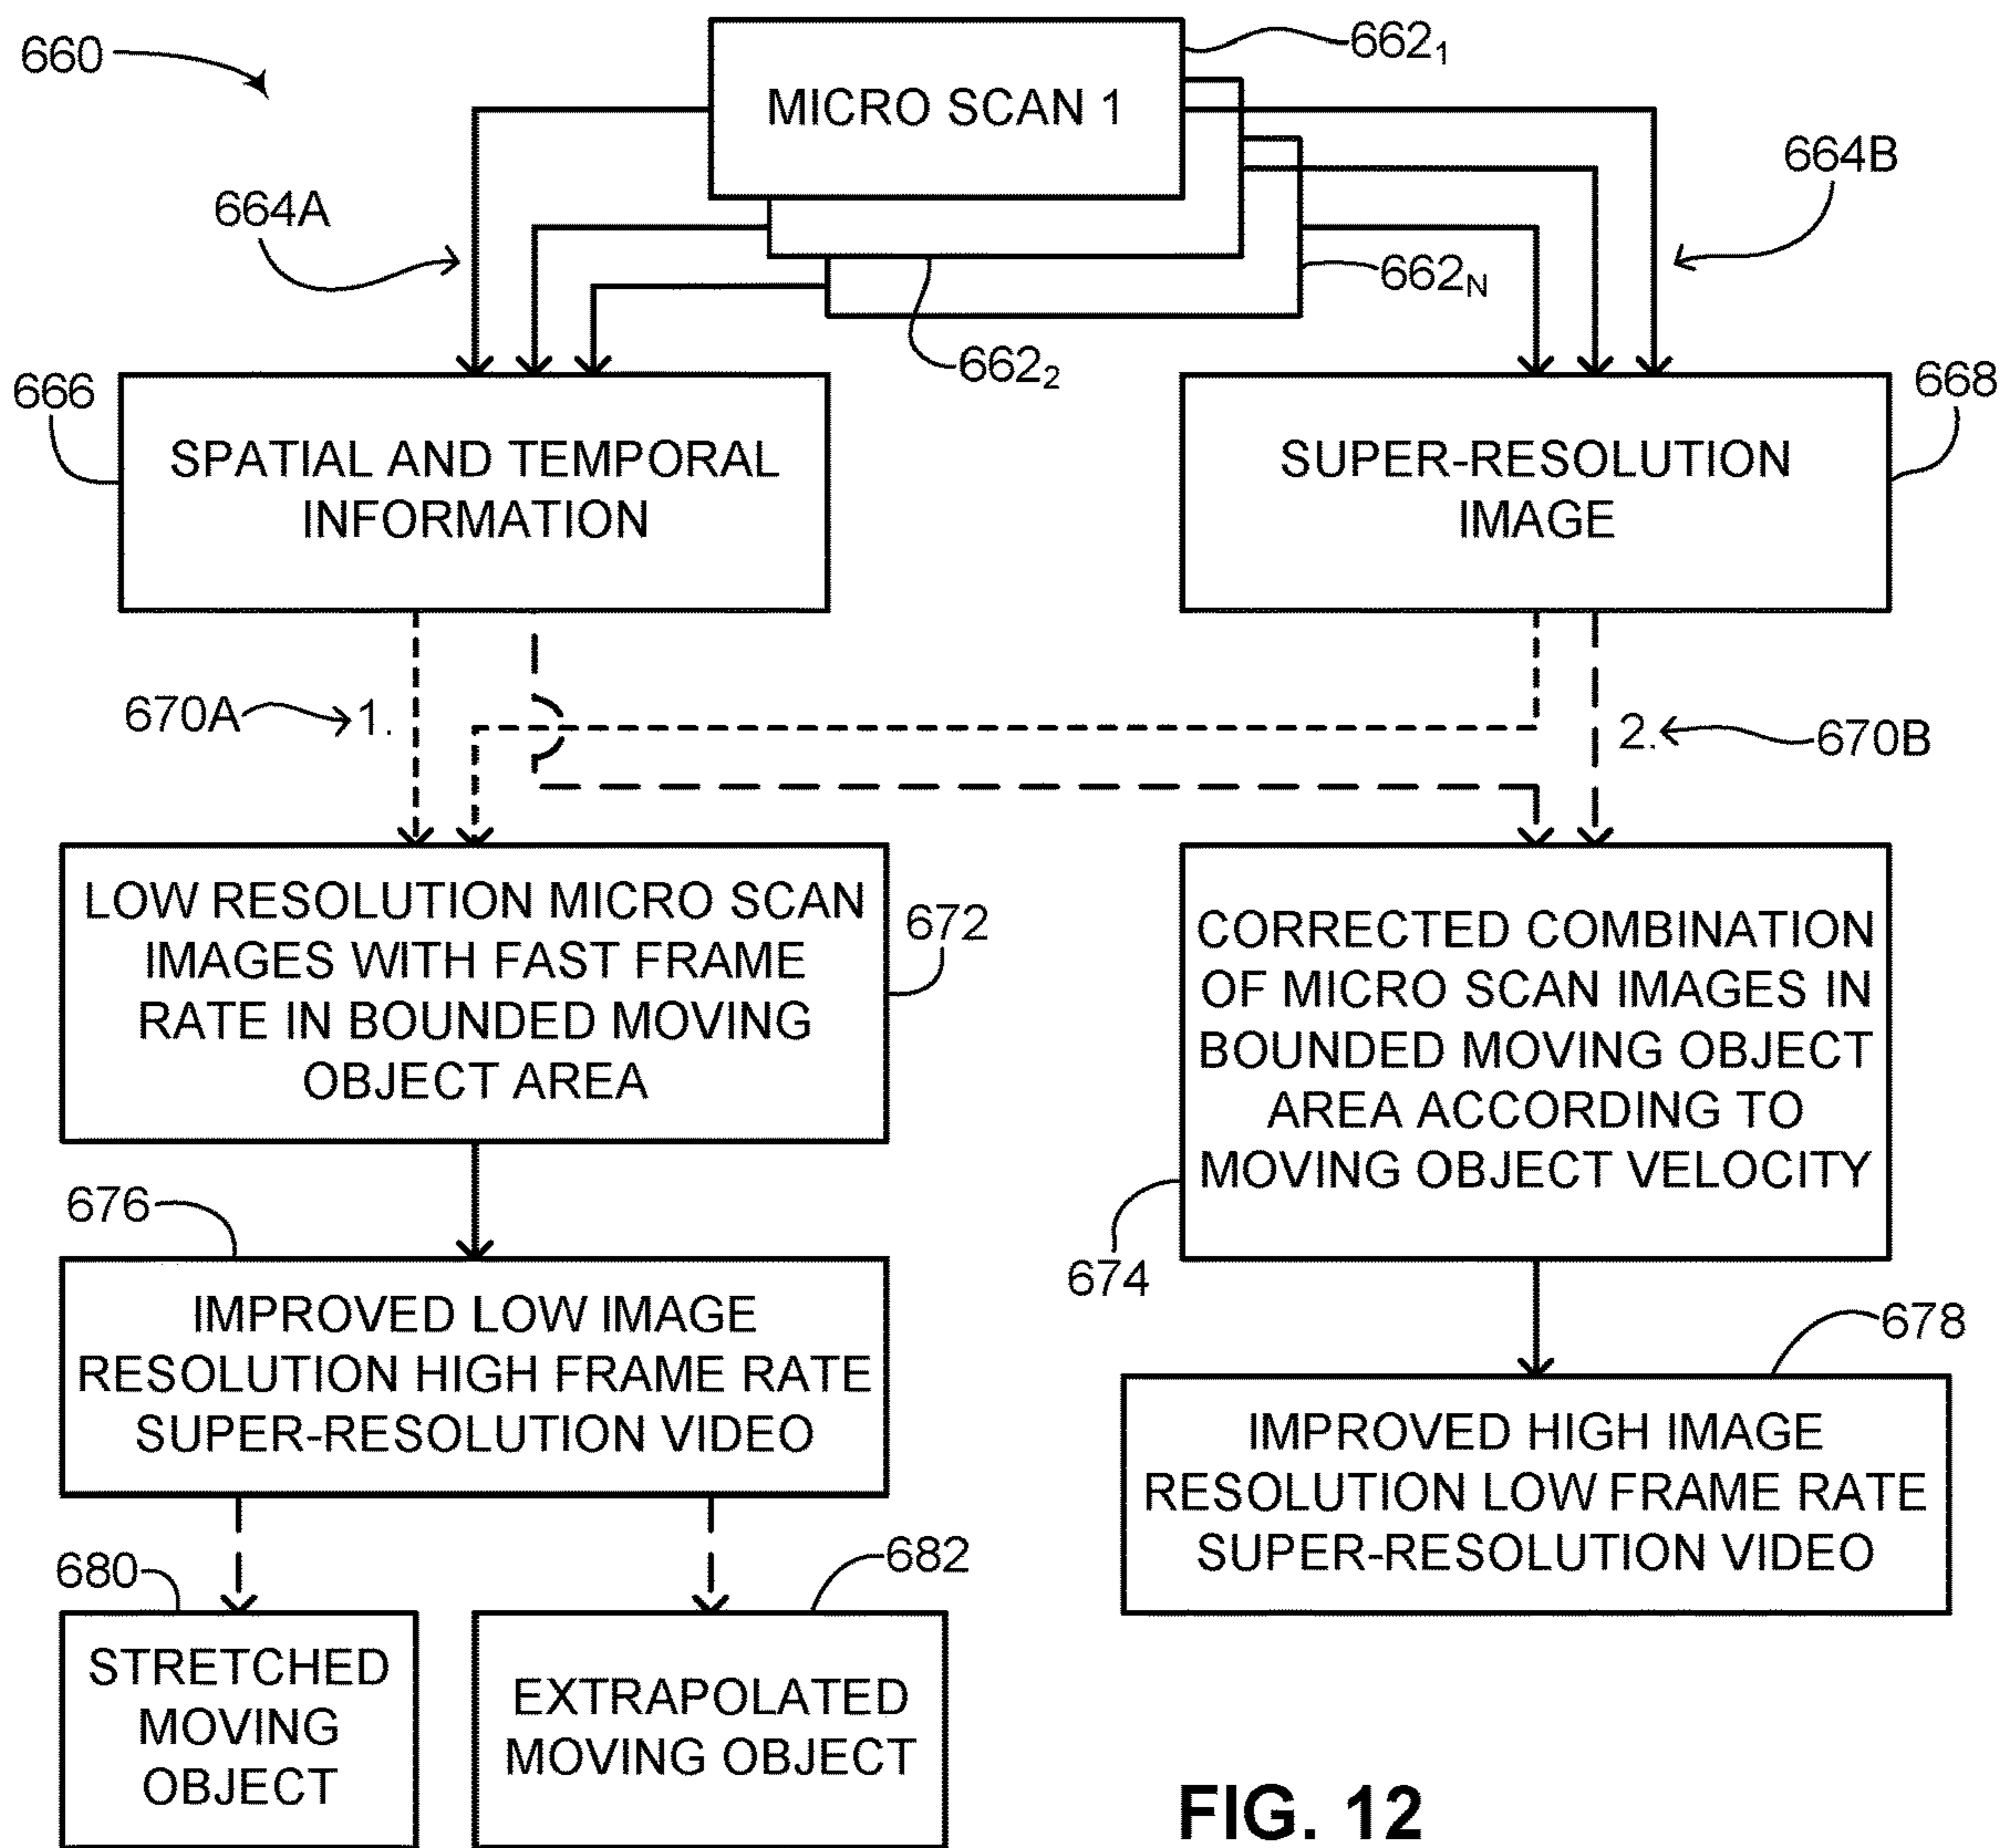 660
662₁
MICRO SCAN 1
664A
664B
662N
662₂
666
668
SPATIAL AND TEMPORAL
INFORMATION
SUPER-RESOLUTION
IMAGE
670A
1.
2.
670B
LOW RESOLUTION MICRO SCAN
IMAGES WITH FAST FRAME
RATE IN BOUNDED MOVING
OBJECT AREA
672
CORRECTED COMBINATION
OF MICRO SCAN IMAGES IN
BOUNDED MOVING OBJECT
AREA ACCORDING TO
MOVING OBJECT VELOCITY
676
674
IMPROVED LOW IMAGE
RESOLUTION HIGH FRAME RATE
SUPER-RESOLUTION VIDEO
678
IMPROVED HIGH IMAGE
RESOLUTION LOW FRAME RATE
SUPER-RESOLUTION VIDEO
680
682
STRETCHED
MOVING
OBJECT
EXTRAPOLATED
MOVING OBJECT
FIG. 12